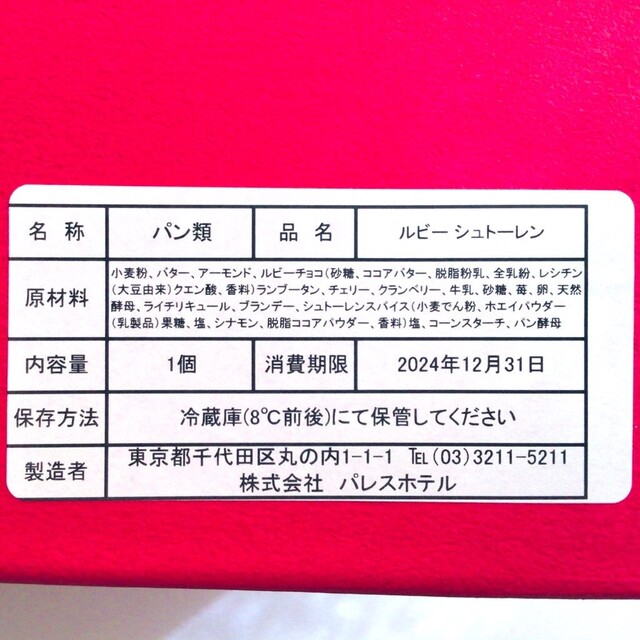 名 称 パン類 品 名 ルビー シュトーレン
原材料
小麦粉、バター、アーモンド、ルビーチョコ(砂糖、ココアバター、脱脂粉乳、全乳紛、レシチン
(大豆由来)クエン酸、香料)ランブータン、チェリー、クランベリー、牛乳、砂糖、苺、卵、天然
酵母、ライチリキュール、ブランデー、シュトーレンスパイス(小麦でん粉、ホエイパウダー
(乳製品)果糖、塩、シナモン、脱脂ココアパウダー、香料)塩、コーンスターチ、パン酵母
内容量 1個 消費期限 2024年12月31日
保存方法 冷蔵庫(8℃前後)にて保管してください
製造者
東京都千代田区丸の内1-1-1 ℡(03)3211-5211
株式会社 パレスホテル